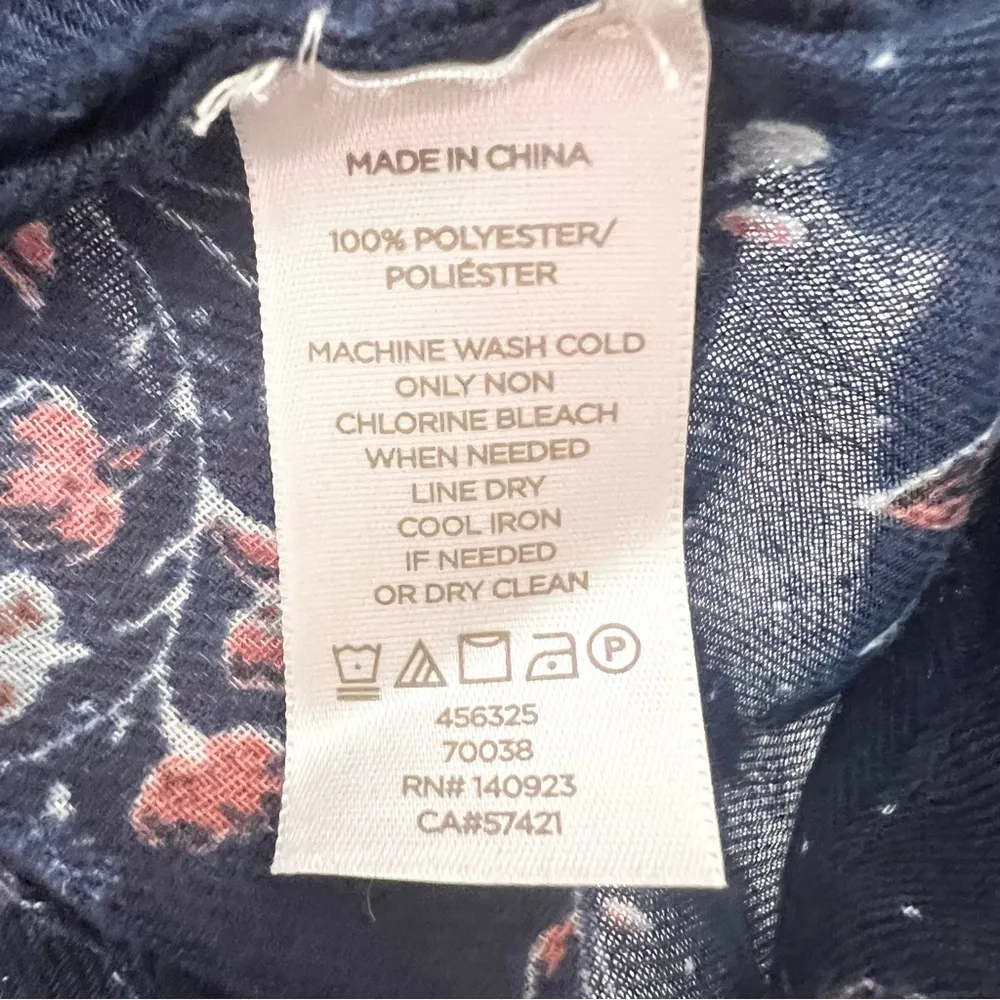 MADE IN CHINA
100% POLYESTER/
POLIÉSTER
MACHINE WASH COLD
ONLY NON
CHLORINE BLEACH
WHEN NEEDED
LINE DRY
COOL IRON
IF NEEDED
OR DRY CLEAN
P
456325
70038
RN# 140923
CA#57421